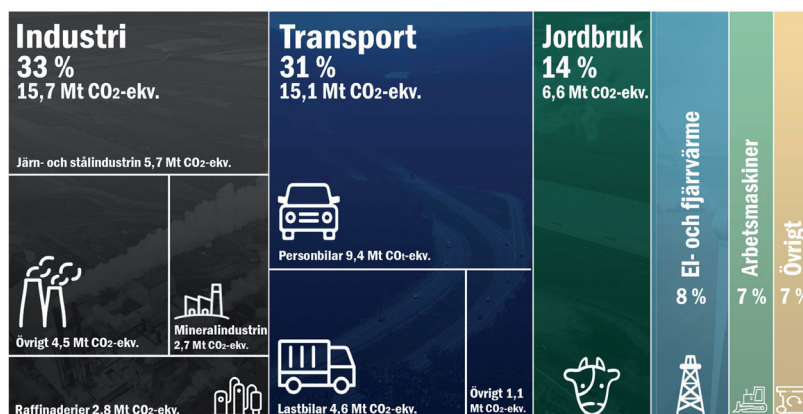 Industri
33 %
15,7 Mt CO2-ekv.
Järn- och stålindustrin 5,7 Mt CO2-ekv.
Övrigt 4,5 Mt CO2-ekv.
Mineralindustrin
2,7 Mt CO2-ekv.
Raffinaderier 2,8 Mt CO2-ekv.
Transport
31 %
15,1 Mt CO2-ekv.
Personbilar 9,4 Mt COt-ekv.
Lastbilar 4,6 Mt CO2-ekv.
Övrigt 1,1
Mt CO2-ekv.
Jordbruk
14 %
6,6 Mt CO2-ekv.
El- och fjärrvärme
8 %
Arbetsmaskiner
7 %
Övrigt
7 %